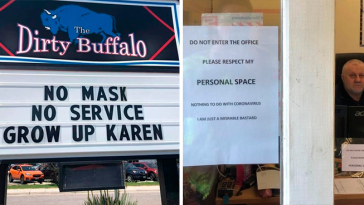 The
Dirty Buffalo
NO MASK
NO SERVICE
GROW UP KAREN
DO NOT ENTER THE OFFICE
PLEASE RESPECT MY
PERSONAL SPACE
NOTHING TO DO WITH CORONAVIRUS
I AM JUST A MISERABLE BASTARD